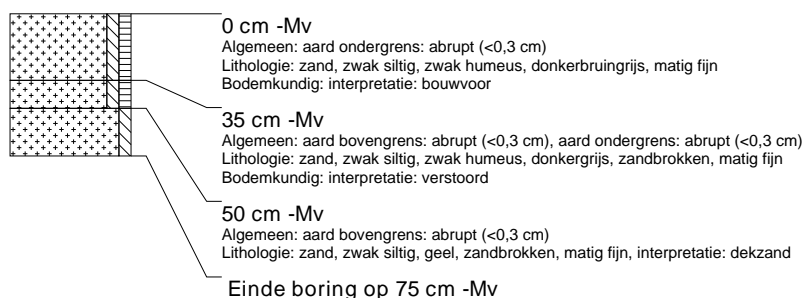 0 cm -Mv
Algemeen: aard ondergrens: abrupt (<0,3 cm)
Lithologie: zand, zwak siltig, zwak humeus, donkerbruingrijs, matig fijn
Bodemkundig: interpretatie: bouwvoor
35 cm -Mv
Algemeen: aard bovengrens: abrupt (<0,3 cm), aard ondergrens: abrupt (<0,3 cm)
Lithologie: zand, zwak siltig, zwak humeus, donkergrijs, zandbrokken, matig fijn
Bodemkundig: interpretatie: verstoord
50 cm -Mv
Algemeen: aard bovengrens: abrupt (<0,3 cm)
Lithologie: zand, zwak siltig, geel, zandbrokken, matig fijn, interpretatie: dekzand
Einde boring op 75 cm -Mv